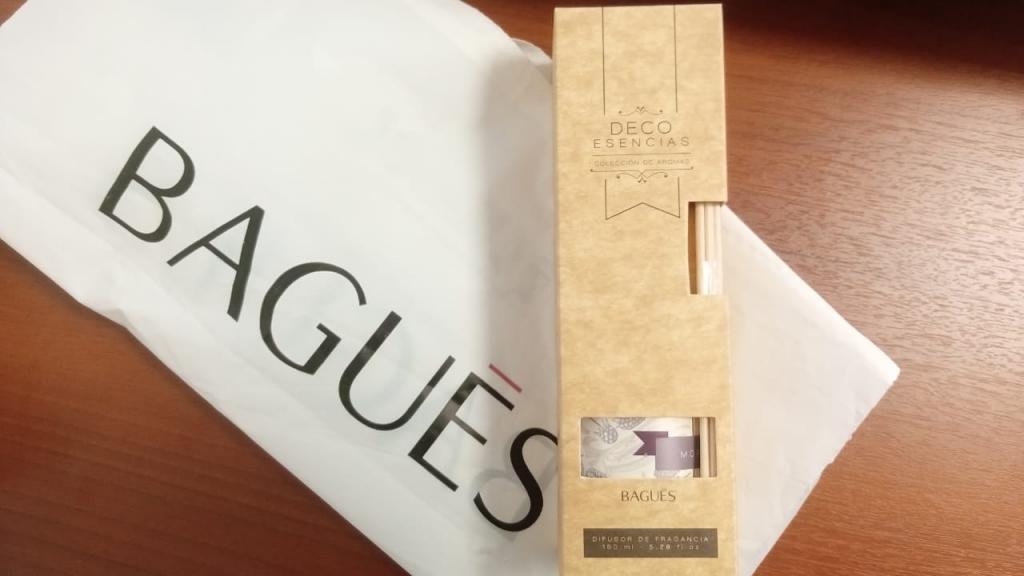 BAGUÉS
DECO
ESENCIAS
COLECCIÓN DE AROMAS
BAGUÉS
DIFUSOR DE FRAGANCIA